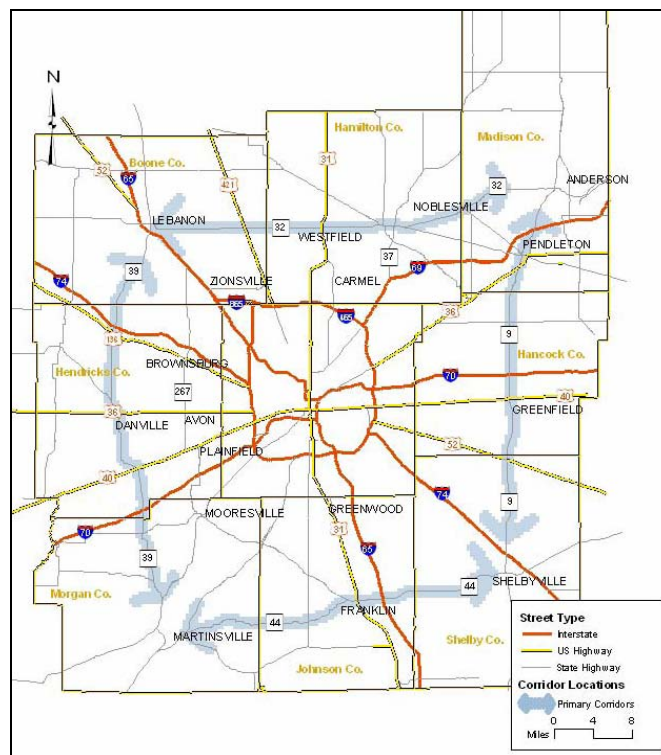 N
Hamilton Co.
Madison Co.
Boone Co.
31
52
65
421
32
ANDERSON
NOBLESVILLE
LEBANON
32
WESTFIELD
PENDLETON
37
39
69
74
ZIONSVILLE
CARMEL
865
465
36
9
136
BROWNSBURG
Hendricks Co.
Hancock Co.
70
267
40
36
AVON
GREENFIELD
DANVILLE
52
PLAINFIELD
40
74
9
MOORESVILLE
GREENWOOD
31
70
65
39
SHELBYVILLE
44
Morgan Co.
FRANKLIN
44
MARTINSVILLE
Shelby Co.
Johnson Co.
Street Type
Interstate
US Highway
State Highway
Corridor Locations
Primary Corridors
0 4 8
Miles